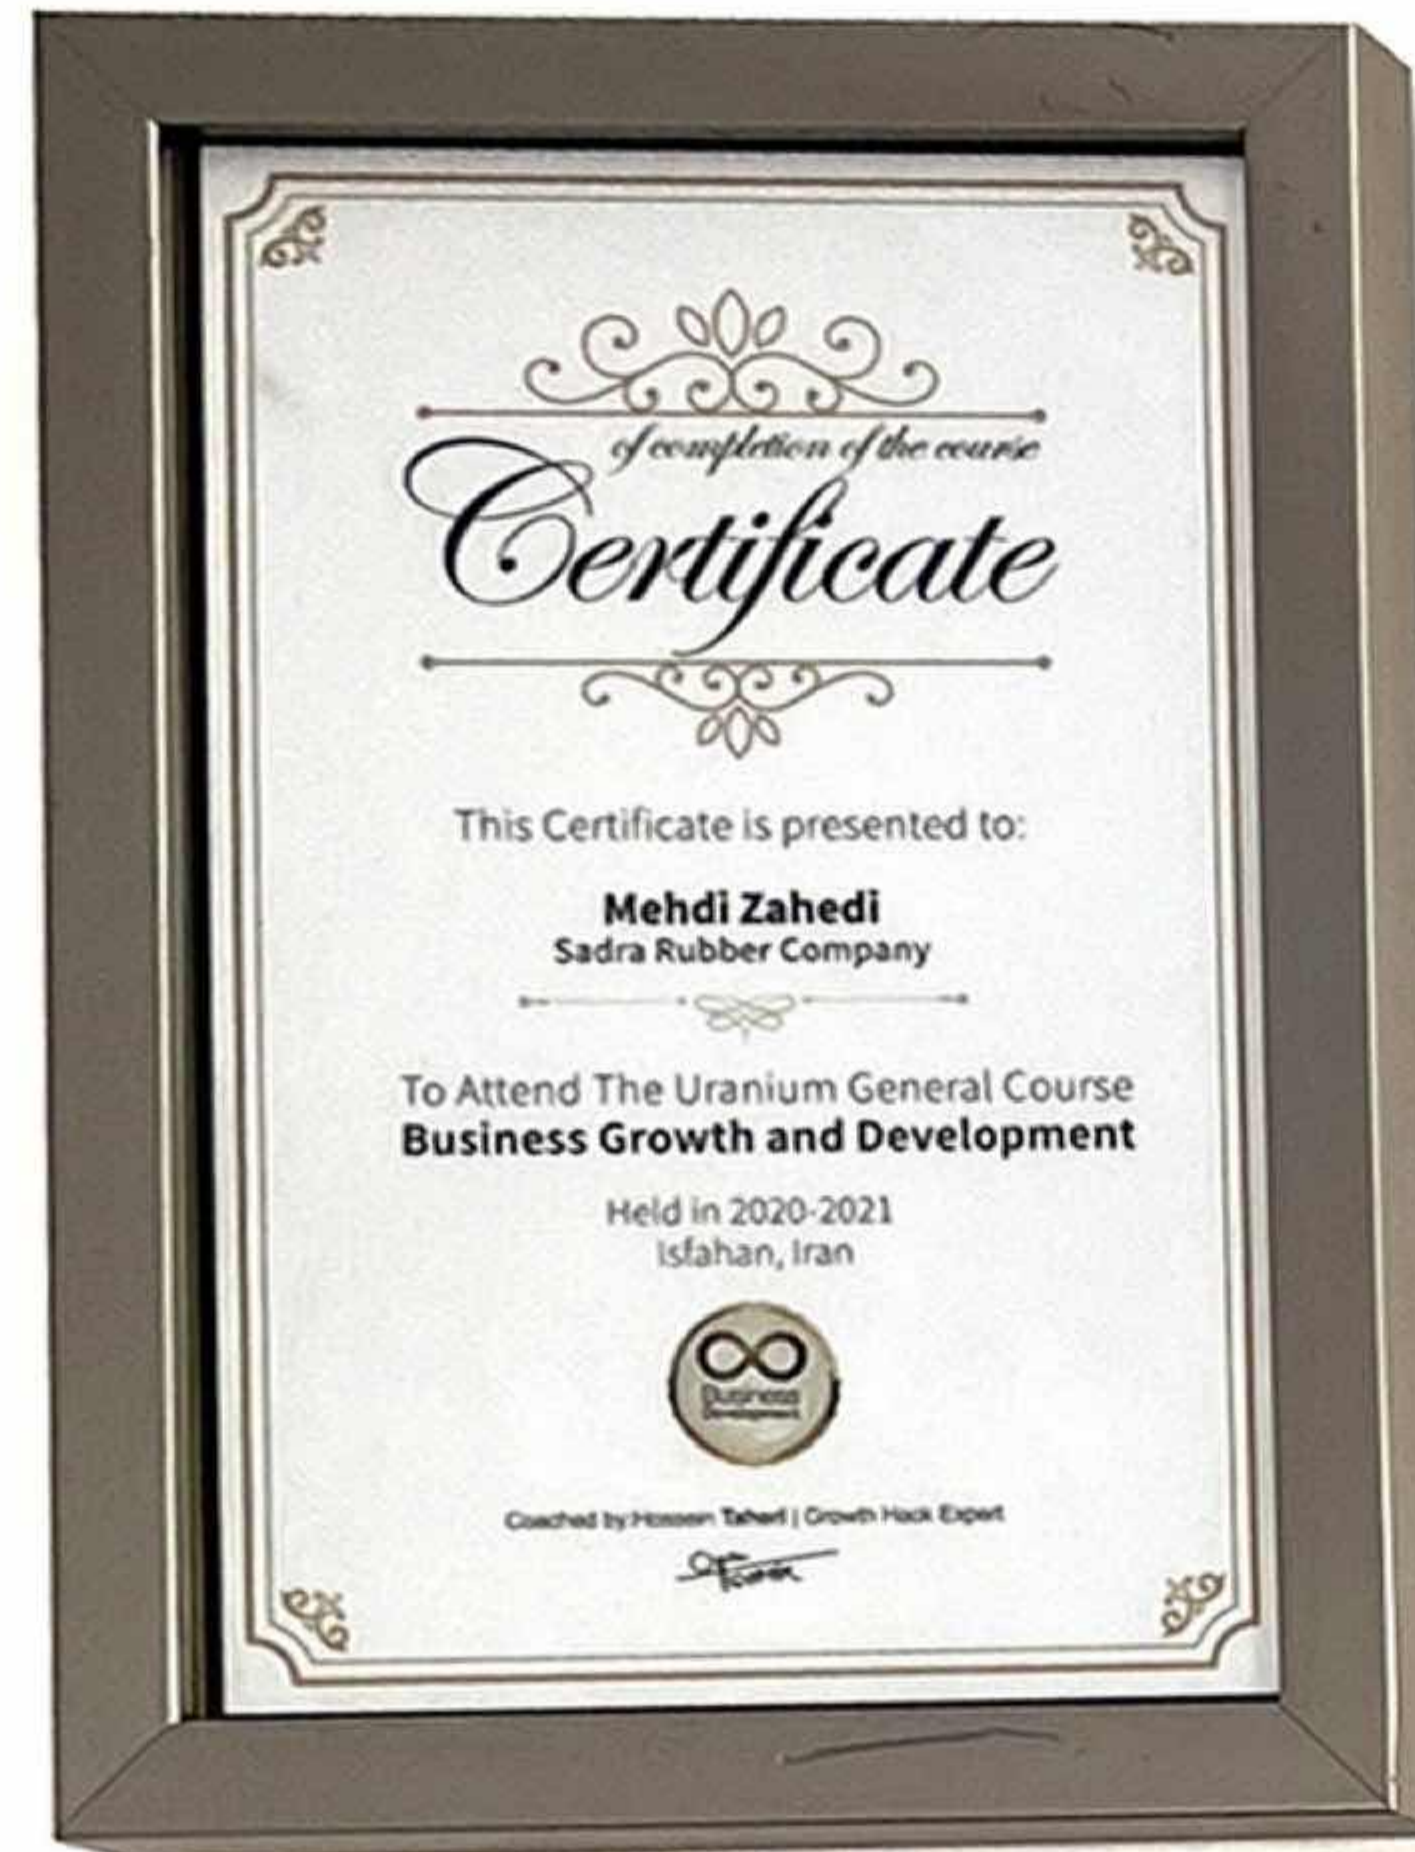 of completion of the course
Certificate
This Certificate is presented to:
Mehdi Zahedi
Sadra Rubber Company
To Attend The Uranium General Course
Business Growth and Development
Held in 2020-2021
Isfahan, Iran
Business
Development
Coached by: Hossein Taheri | Growth Hack Expert